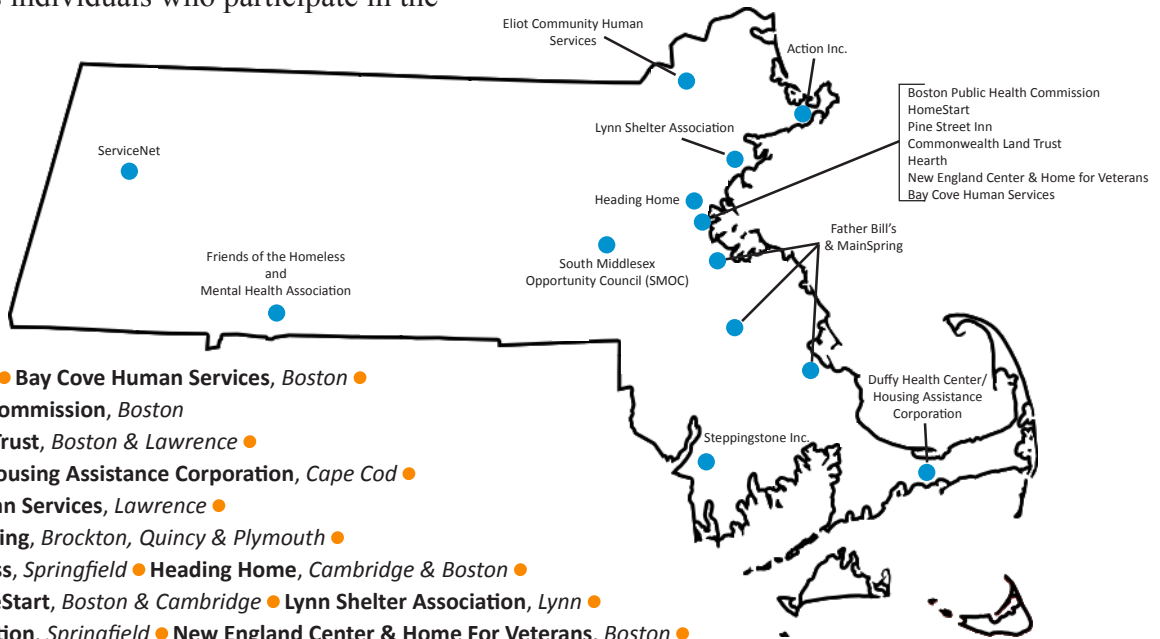 individuals who participate in the
Eliot Community Human
Services
Action Inc.
Boston Public Health Commission
HomeStart
Pine Street Inn
Commonwealth Land Trust
Hearth
New England Center & Home for Veterans
Bay Cove Human Services
Lynn Shelter Association
ServiceNet
Heading Home
Father Bill's
& MainSpring
South Middlesex
Opportunity Council (SMOC)
Friends of the Homeless
and
Mental Health Association
Duffy Health Center/
Housing Assistance
Corporation
Steppingstone Inc.
Bay Cove Human Services, Boston
ommission, Boston
Trust, Boston & Lawrence
ousing Assistance Corporation, Cape Cod
an Services, Lawrence
ing, Brockton, Quincy & Plymouth
ss, Springfield ● Heading Home, Cambridge & Boston
eStart, Boston & Cambridge ● Lynn Shelter Association, Lynn
tion, Springfield ● New England Center & Home For Veterans, Boston